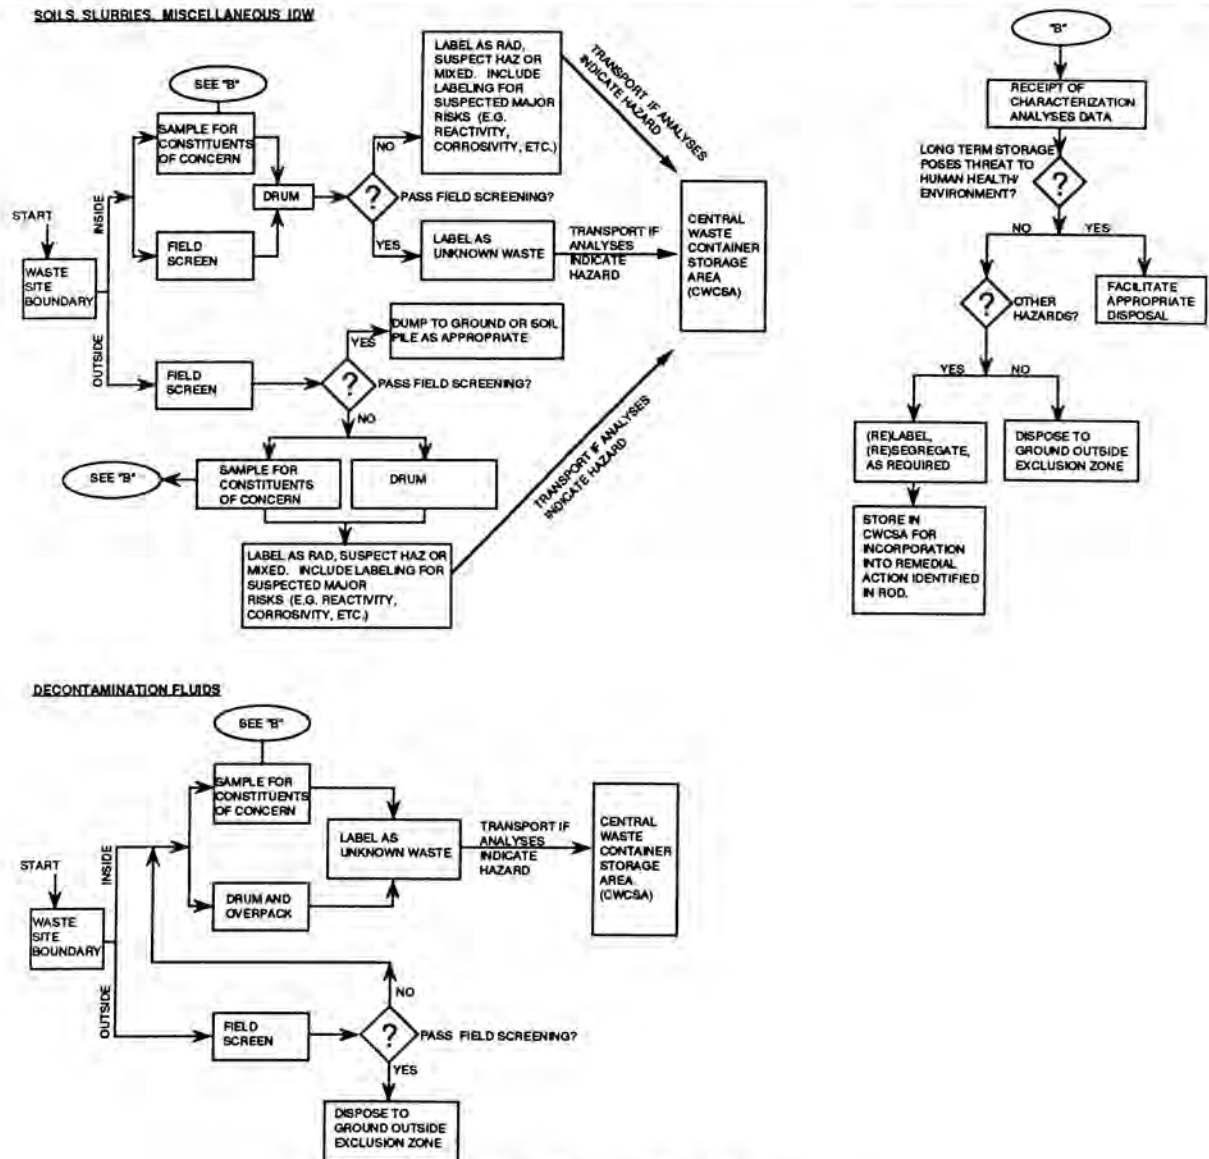 SOILS, SLURRIES, MISCELLANEOUS IDW
SEE "B"
SAMPLE FOR
CONSTITUENTS
OF CONCERN
LABEL AS RAD,
SUSPECT HAZ OR
MIXED. INCLUDE
LABELING FOR
SUSPECTED MAJOR
RISKS (E.G.
REACTIVITY,
CORROSIVITY, ETC.)
TRANSPORT IF ANALYSES
INDICATE HAZARD
NO
DRUM
?
PASS FIELD SCREENING?
START
INSIDE
FIELD
SCREEN
YES
LABEL AS
UNKNOWN WASTE
TRANSPORT IF
ANALYSES
INDICATE
HAZARD
CENTRAL
WASTE
CONTAINER
STORAGE
AREA
(CWCSA)
WASTE
SITE
BOUNDARY
OUTSIDE
DUMP TO GROUND OR SOIL
PILE AS APPROPRIATE
YES
FIELD
SCREEN
?
PASS FIELD SCREENING?
NO
SEE "B"
SAMPLE FOR
CONSTITUENTS
OF CONCERN
DRUM
TRANSPORT IF ANALYSES
INDICATE HAZARD
LABEL AS RAD, SUSPECT HAZ OR
MIXED. INCLUDE LABELING FOR
SUSPECTED MAJOR
RISKS (E.G. REACTIVITY,
CORROSIVITY, ETC.)
"B"
RECEIPT OF
CHARACTERIZATION
ANALYSES DATA
LONG TERM STORAGE
POSES THREAT TO
HUMAN HEALTH/
ENVIRONMENT?
?
NO
YES
?
OTHER
HAZARDS?
FACILITATE
APPROPRIATE
DISPOSAL
YES
NO
(RE)LABEL,
(RE)SEGREGATE,
AS REQUIRED
DISPOSE TO
GROUND OUTSIDE
EXCLUSION ZONE
STORE IN
CWCSA FOR
INCORPORATION
INTO REMEDIAL
ACTION IDENTIFIED
IN ROD.
DECONTAMINATION FLUIDS
SEE "B"
SAMPLE FOR
CONSTITUENTS
OF CONCERN
LABEL AS
UNKNOWN WASTE
TRANSPORT IF
ANALYSES
INDICATE
HAZARD
CENTRAL
WASTE
CONTAINER
STORAGE
AREA
(CWCSA)
START
INSIDE
DRUM AND
OVERPACK
WASTE
SITE
BOUNDARY
OUTSIDE
NO
FIELD
SCREEN
?
PASS FIELD SCREENING?
YES
DISPOSE TO
GROUND OUTSIDE
EXCLUSION ZONE